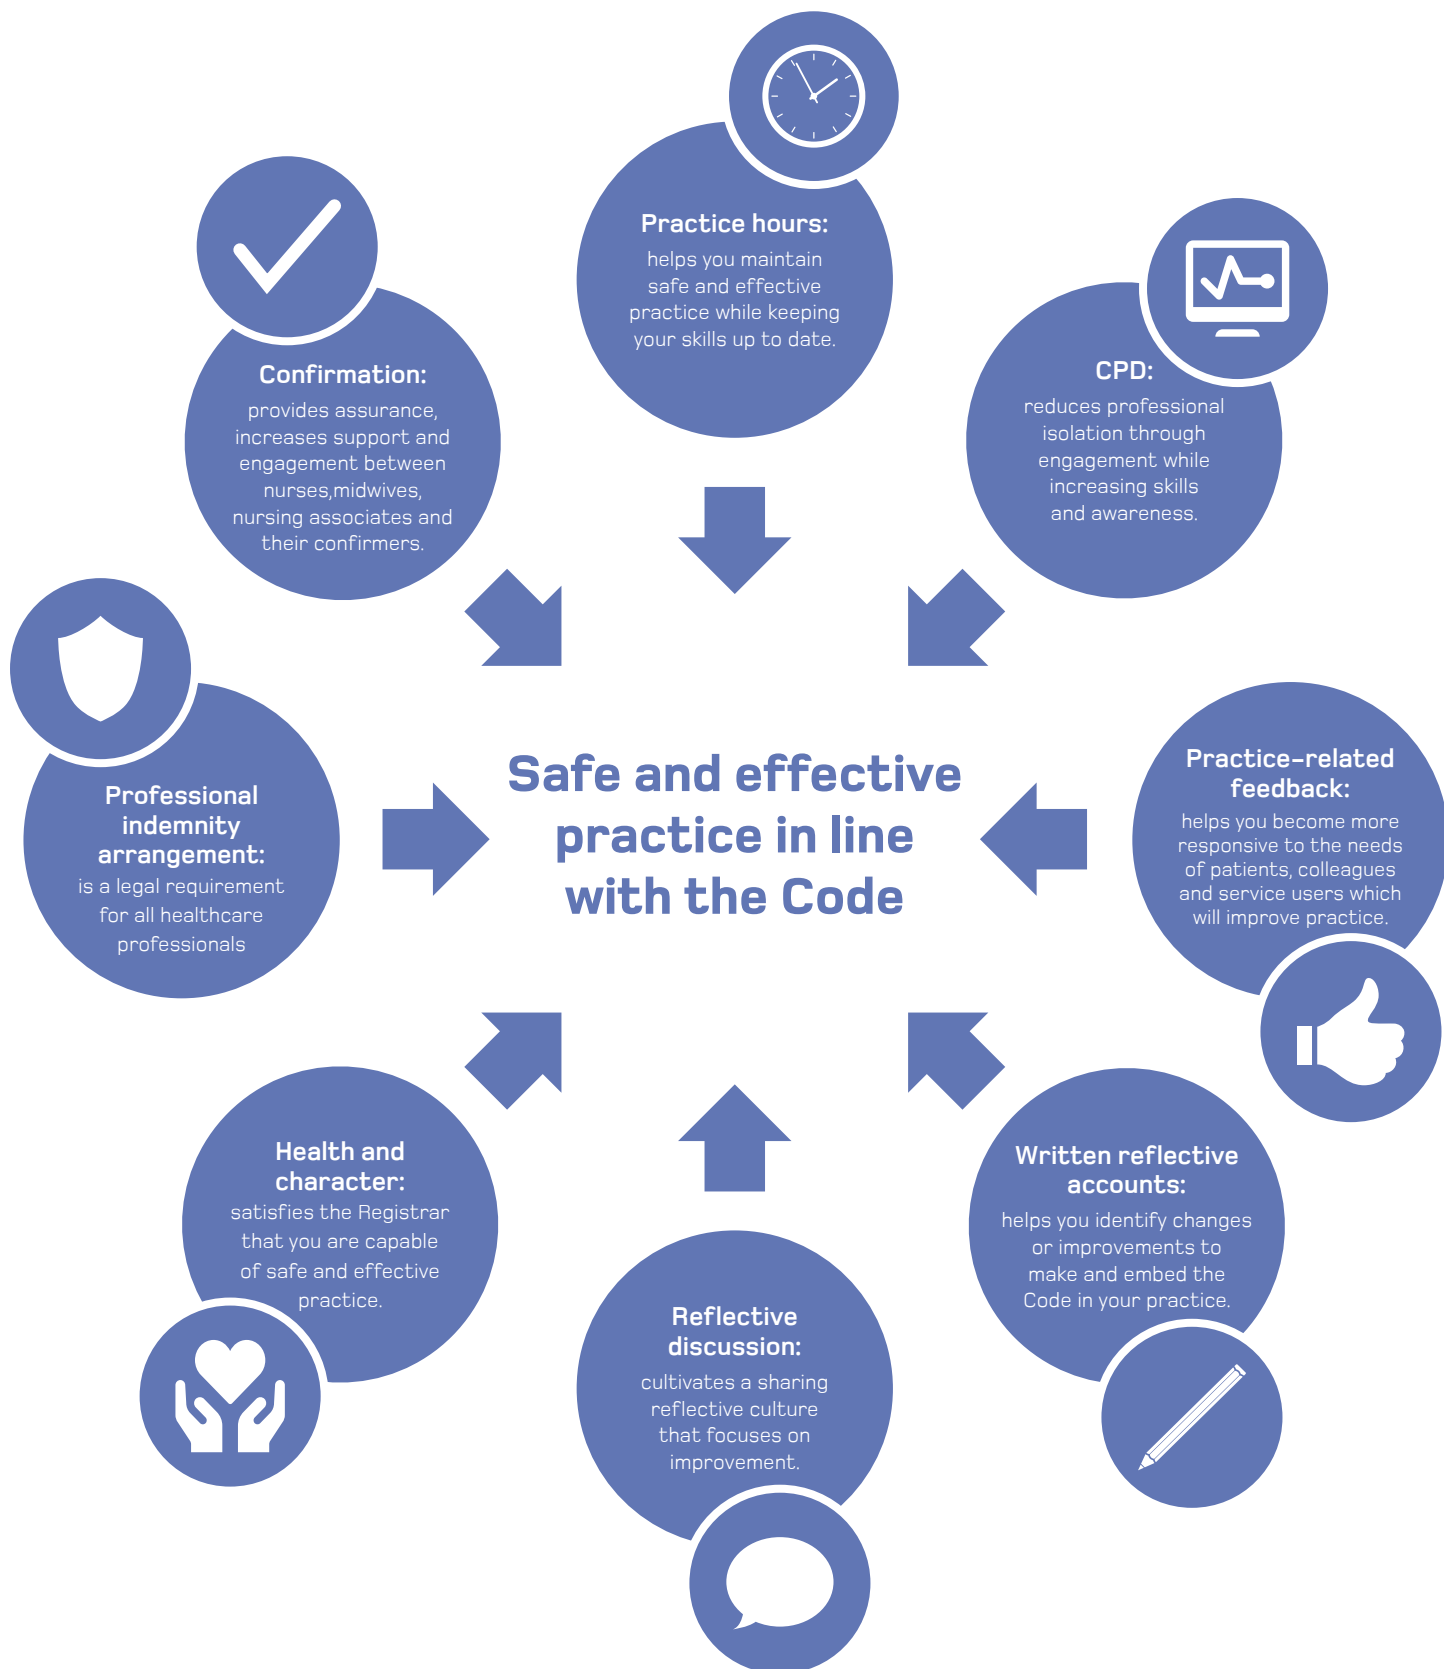 Practice hours:
helps you maintain
safe and effective
practice while keeping
your skills up to date.
CPD:
reduces professional
isolation through
engagement while
increasing skills
and awareness.
Practice-related
feedback:
helps you become more
responsive to the needs
of patients, colleagues
and service users which
will improve practice.
Written reflective
accounts:
helps you identify changes
or improvements to
make and embed the
Code in your practice.
Reflective
discussion:
cultivates a sharing
reflective culture
that focuses on
improvement.
Health and
character:
satisfies the Registrar
that you are capable
of safe and effective
practice.
Professional
indemnity
arrangement:
is a legal requirement
for all healthcare
professionals
Confirmation:
provides assurance,
increases support and
engagement between
nurses,midwives,
nursing associates and
their confirmers.
Safe and effective
practice in line
with the Code